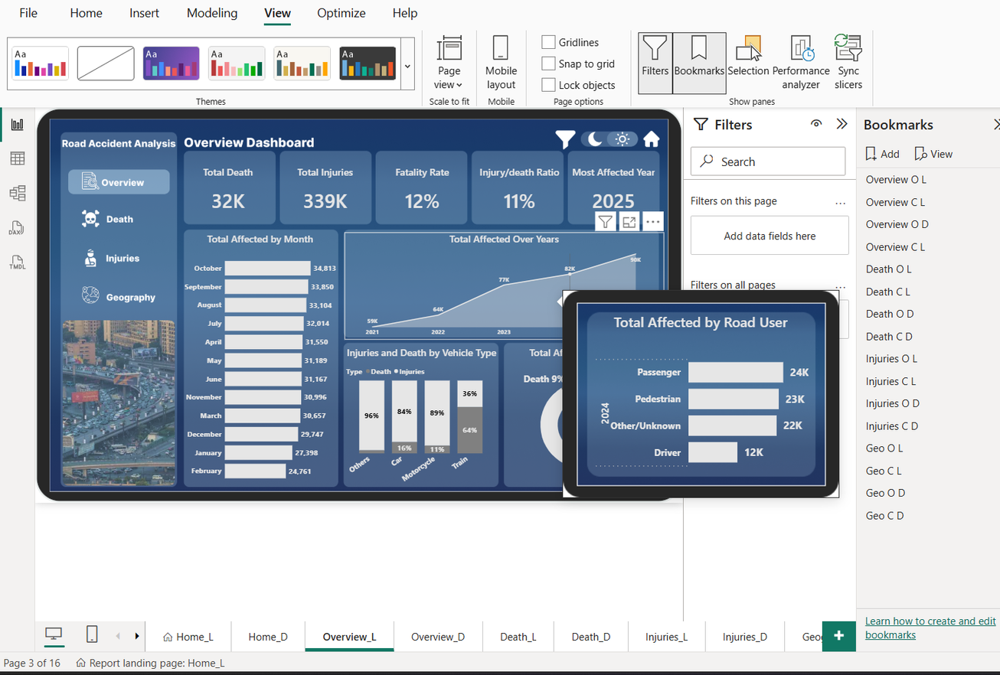 File Home Insert Modeling View Optimize Help
Aa Aa Aa Aa Aa
Page view
Mobile layout
Gridlines
Snap to grid
Lock objects
Filters
Bookmarks
Selection
Performance analyzer
Sync slicers
Themes Scale to fit Mobile Page options Show panes
DAX
TMDL
Road Accident Analysis
Overview
Death
Injuries
Geography
Overview Dashboard
Total Death
32K
Total Injuries
339K
Fatality Rate
12%
Injury/death Ratio
11%
Most Affected Year
2025
Total Affected by Month
October 34,813
September 33,850
August 33,104
July 32,014
April 31,550
May 31,189
June 31,167
November 30,996
March 30,657
December 29,747
January 27,398
February 24,761
Total Affected Over Years
59K 64K 77K 82K 90K
2021 2022 2023
Injuries and Death by Vehicle Type
Type Death Injuries
96% 84% 89% 36%
16% 11% 64%
Others Car Motorcycle Train
Total Af
Death 9%
Total Affected by Road User
2024
Passenger 24K
Pedestrian 23K
Other/Unknown 22K
Driver 12K
Filters
Search
Filters on this page ...
Add data fields here
Filters on all pages ...
Bookmarks
Add View
Overview O L
Overview C L
Overview O D
Overview C L
Death O L
Death C L
Death O D
Death C D
Injuries O L
Injuries C L
Injuries O D
Injuries C D
Geo O L
Geo C L
Geo O D
Geo C D
Learn how to create and edit
bookmarks
Home_L Home_D Overview_L Overview_D Death_L Death_D Injuries_L Injuries_D Geo
+
Page 3 of 16 Report landing page: Home_L